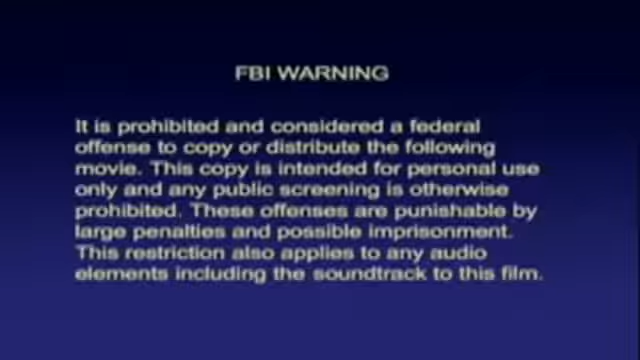 FBI WARNING
It is prohibited and considered a federal
offense to copy or distribute the following
movie. This copy is intended for personal use
only and any public screening is otherwise
prohibited. These offenses are punishable by
large penalties and possible imprisonment.
This restriction also applies to any audio
elements including the soundtrack to this film.